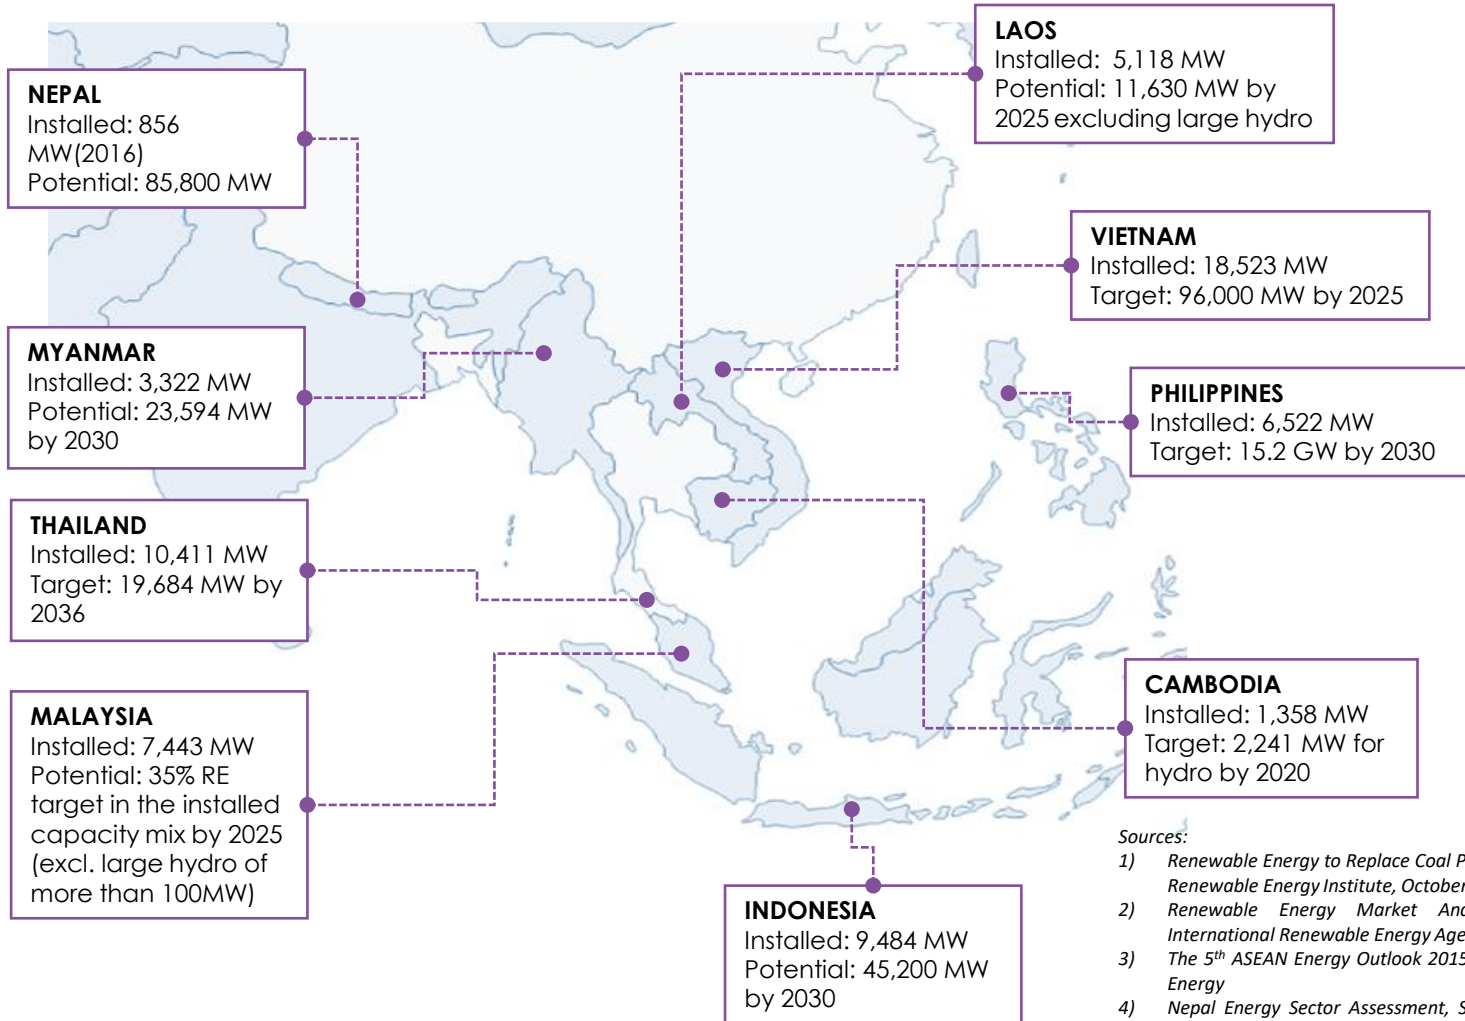 NEPAL
Installed: 856
MW(2016)
Potential: 85,800 MW
LAOS
Installed: 5,118 MW
Potential: 11,630 MW by
2025 excluding large hydro
VIETNAM
Installed: 18,523 MW
Target: 96,000 MW by 2025
MYANMAR
Installed: 3,322 MW
Potential: 23,594 MW
by 2030
PHILIPPINES
Installed: 6,522 MW
Target: 15.2 GW by 2030
THAILAND
Installed: 10,411 MW
Target: 19,684 MW by
2036
CAMBODIA
Installed: 1,358 MW
Target: 2,241 MW for
hydro by 2020
MALAYSIA
Installed: 7,443 MW
Potential: 35% RE
target in the installed
capacity mix by 2025
(excl. large hydro of
more than 100MW)
INDONESIA
Installed: 9,484 MW
Potential: 45,200 MW
by 2030
Sources:
1) Renewable Energy to Replace Coal
Renewable Energy Institute, October
2) Renewable Energy Market
International Renewable Energy
3) The 5th ASEAN Energy Outlook 2015
Energy
4) Nepal Energy Sector Assessment,